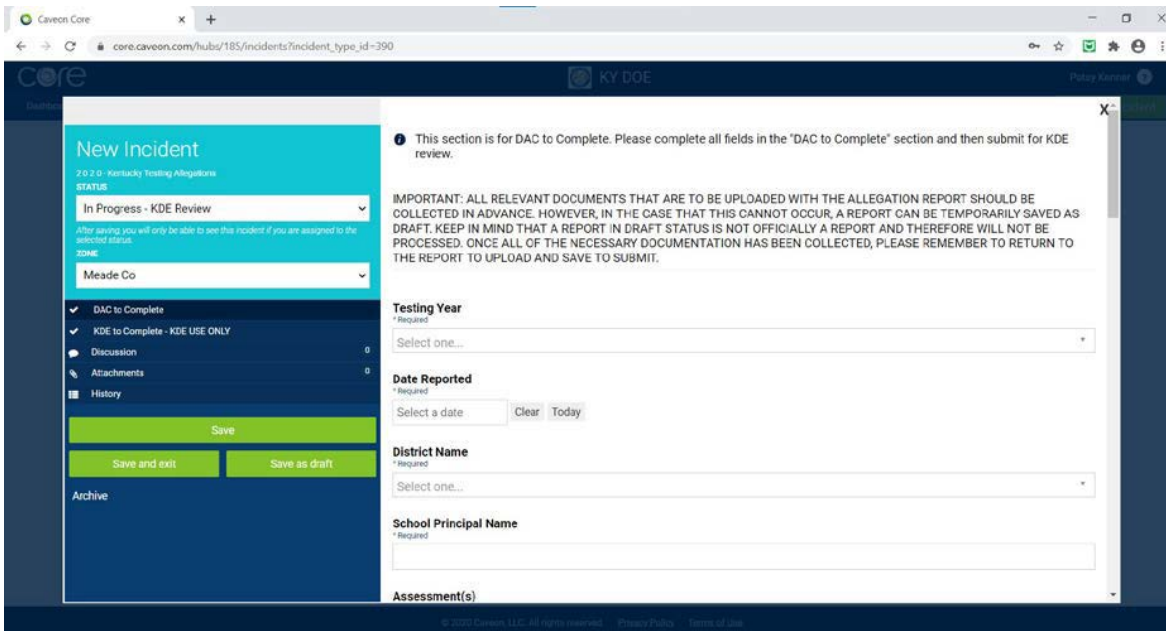 Caveon Core
core.caveon.com/hubs/185/incidents?incident_type_id=390
core
KY DOE
New Incident
2020-Kentucky Testing Allegations
STATUS
In Progress - KDE Review
After saving, you will only be able to see this incident if you are assigned to the
selected status.
ZONE
Meade Co
DAC to Complete
KDE to Complete - KDE USE ONLY
Discussion 0
Attachments 0
History
Save
Save and exit Save as draft
Archive
X
This section is for DAC to Complete. Please complete all fields in the "DAC to Complete" section and then submit for KDE
review.
IMPORTANT: ALL RELEVANT DOCUMENTS THAT ARE TO BE UPLOADED WITH THE ALLEGATION REPORT SHOULD BE
COLLECTED IN ADVANCE. HOWEVER, IN THE CASE THAT THIS CANNOT OCCUR, A REPORT CAN BE TEMPORARILY SAVED AS
DRAFT. KEEP IN MIND THAT A REPORT IN DRAFT STATUS IS NOT OFFICIALLY A REPORT AND THEREFORE WILL NOT BE
PROCESSED. ONCE ALL OF THE NECESSARY DOCUMENTATION HAS BEEN COLLECTED, PLEASE REMEMBER TO RETURN TO
THE REPORT TO UPLOAD AND SAVE TO SUBMIT.
Testing Year
* Required
Select one...
Date Reported
* Required
Select a date Clear Today
District Name
* Required
Select one...
School Principal Name
* Required
Assessment(s)
© 2020 Caveon, LLC. All rights reserved. Privacy Policy Terms of Use